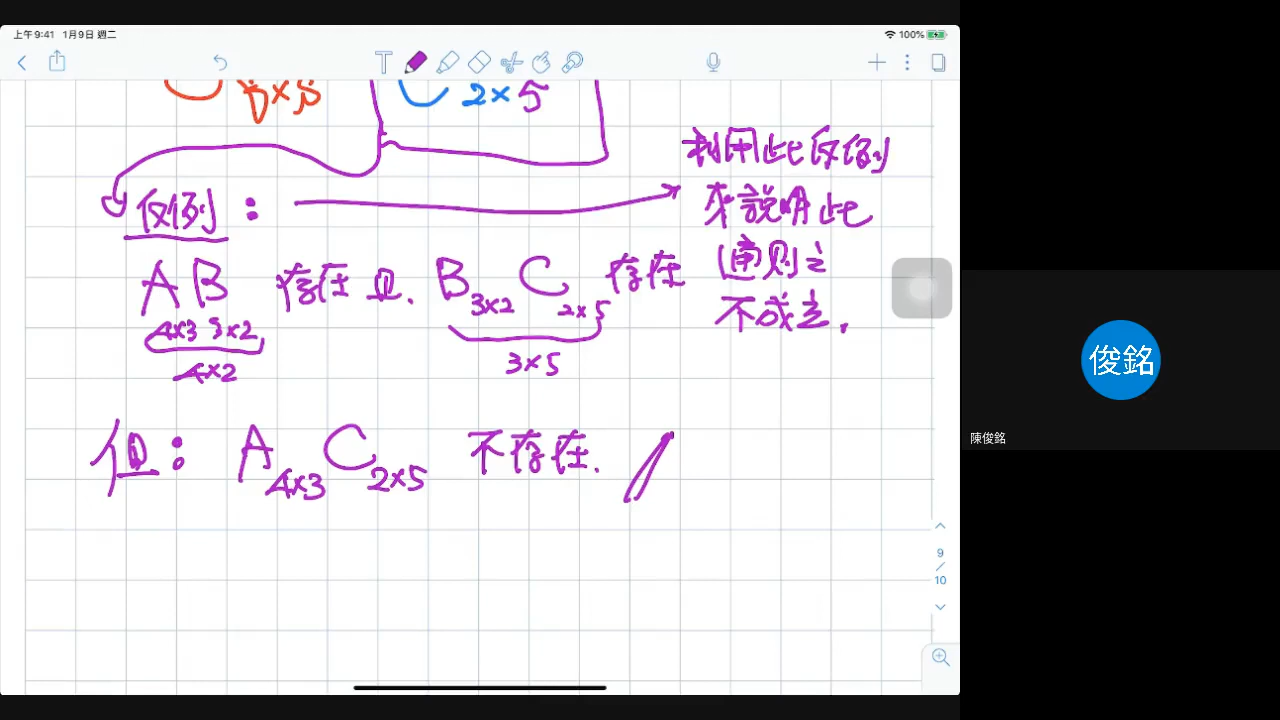 上午9:41 1月9日 週二
100%
T
2×5
利用此反例
反例：
來說明此
通則之
不成立.
AB 存在且. B3×2 C2×5 存在
4×3 3×2
4×2
3×5
但： A4×3 C2×5 不存在.
9
/
10
俊銘
陳俊銘